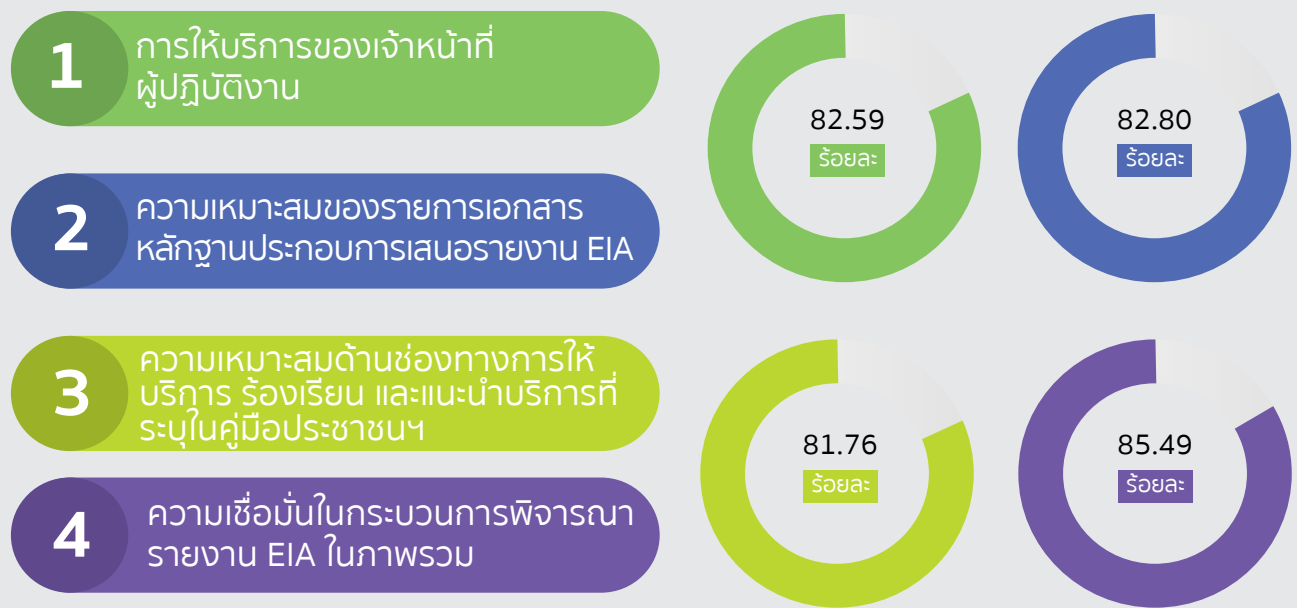 1
การให้บริการของเจ้าหน้าที่
ผู้ปฏิบัติงาน
2
ความเหมาะสมของรายการเอกสาร
หลักฐานประกอบการเสนอรายงาน EIA
3
ความเหมาะสมด้านช่องทางการให้
บริการ ร้องเรียน และแนะนำบริการที่
ระบุในคู่มือประชาชนฯ
4
ความเชื่อมั่นในกระบวนการพิจารณา
รายงาน EIA ในภาพรวม
82.59
ร้อยละ
82.80
ร้อยละ
81.76
ร้อยละ
85.49
ร้อยละ